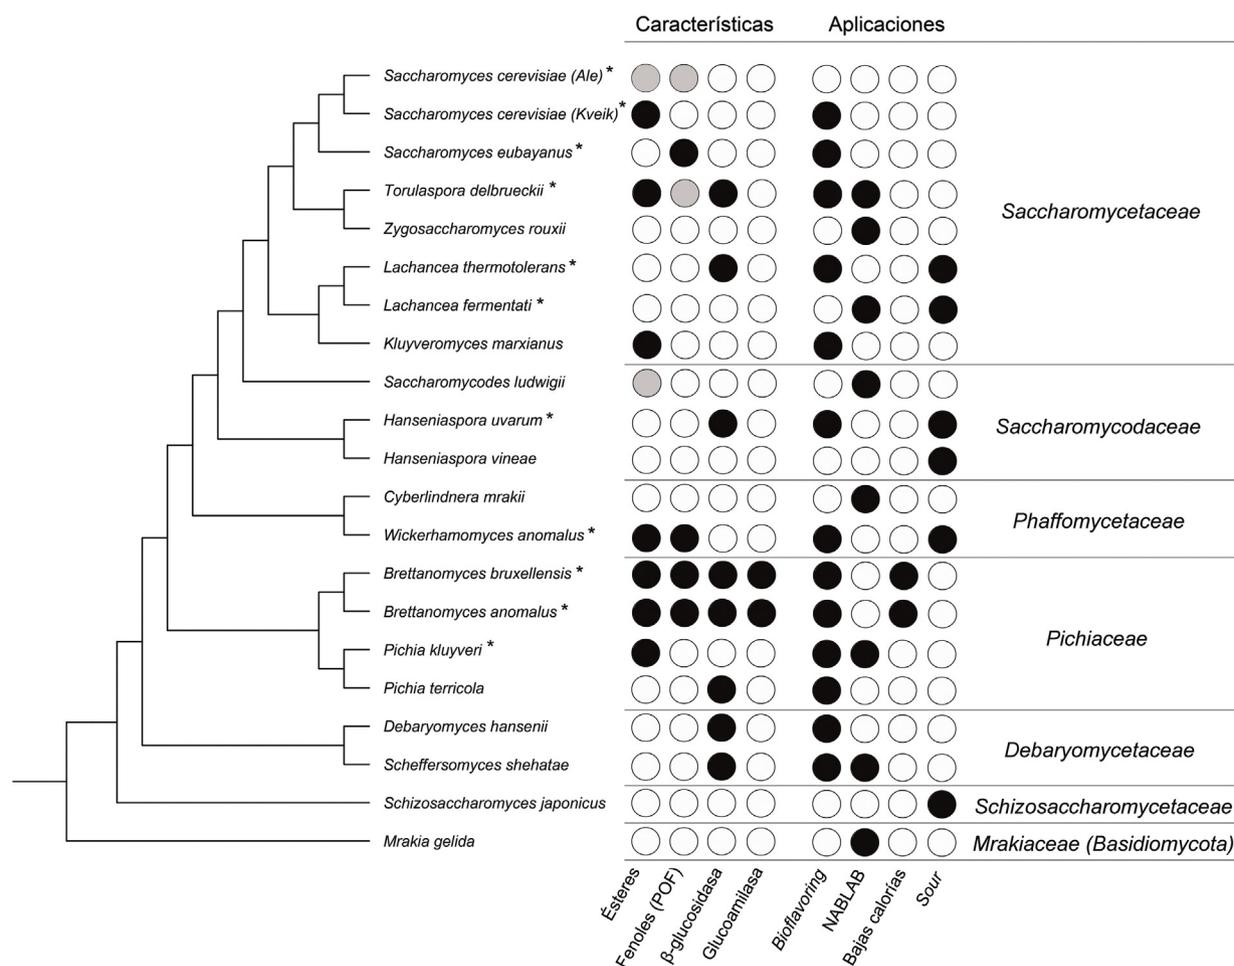 Características Aplicaciones
Saccharomyces cerevisiae (Ale) *
Saccharomyces cerevisiae (Kveik) *
Saccharomyces eubayanus *
Torulaspora delbrueckii *
Saccharomycetaceae
Zygosaccharomyces rouxii
Lachancea thermotolerans *
Lachancea fermentati *
Kluyveromyces marxianus
Saccharomycodes ludwigii
Hanseniaspora uvarum *
Saccharomycodaceae
Hanseniaspora vineae
Cyberlindnera mrakii
Phaffomycetaceae
Wickerhamomyces anomalus *
Brettanomyces bruxellensis *
Brettanomyces anomalus *
Pichiaceae
Pichia kluyveri *
Pichia terricola
Debaryomyces hansenii
Debaryomycetaceae
Scheffersomyces shehatae
Schizosaccharomyces japonicus
Schizosaccharomycetaceae
Mrakia gelida
Mrakiaceae (Basidiomycota)
Ésteres
Fenoles (POF)
β-glucosidasa
Glucoamilasa
Bioflavoring
NABLAB
Bajas calorías
Sour